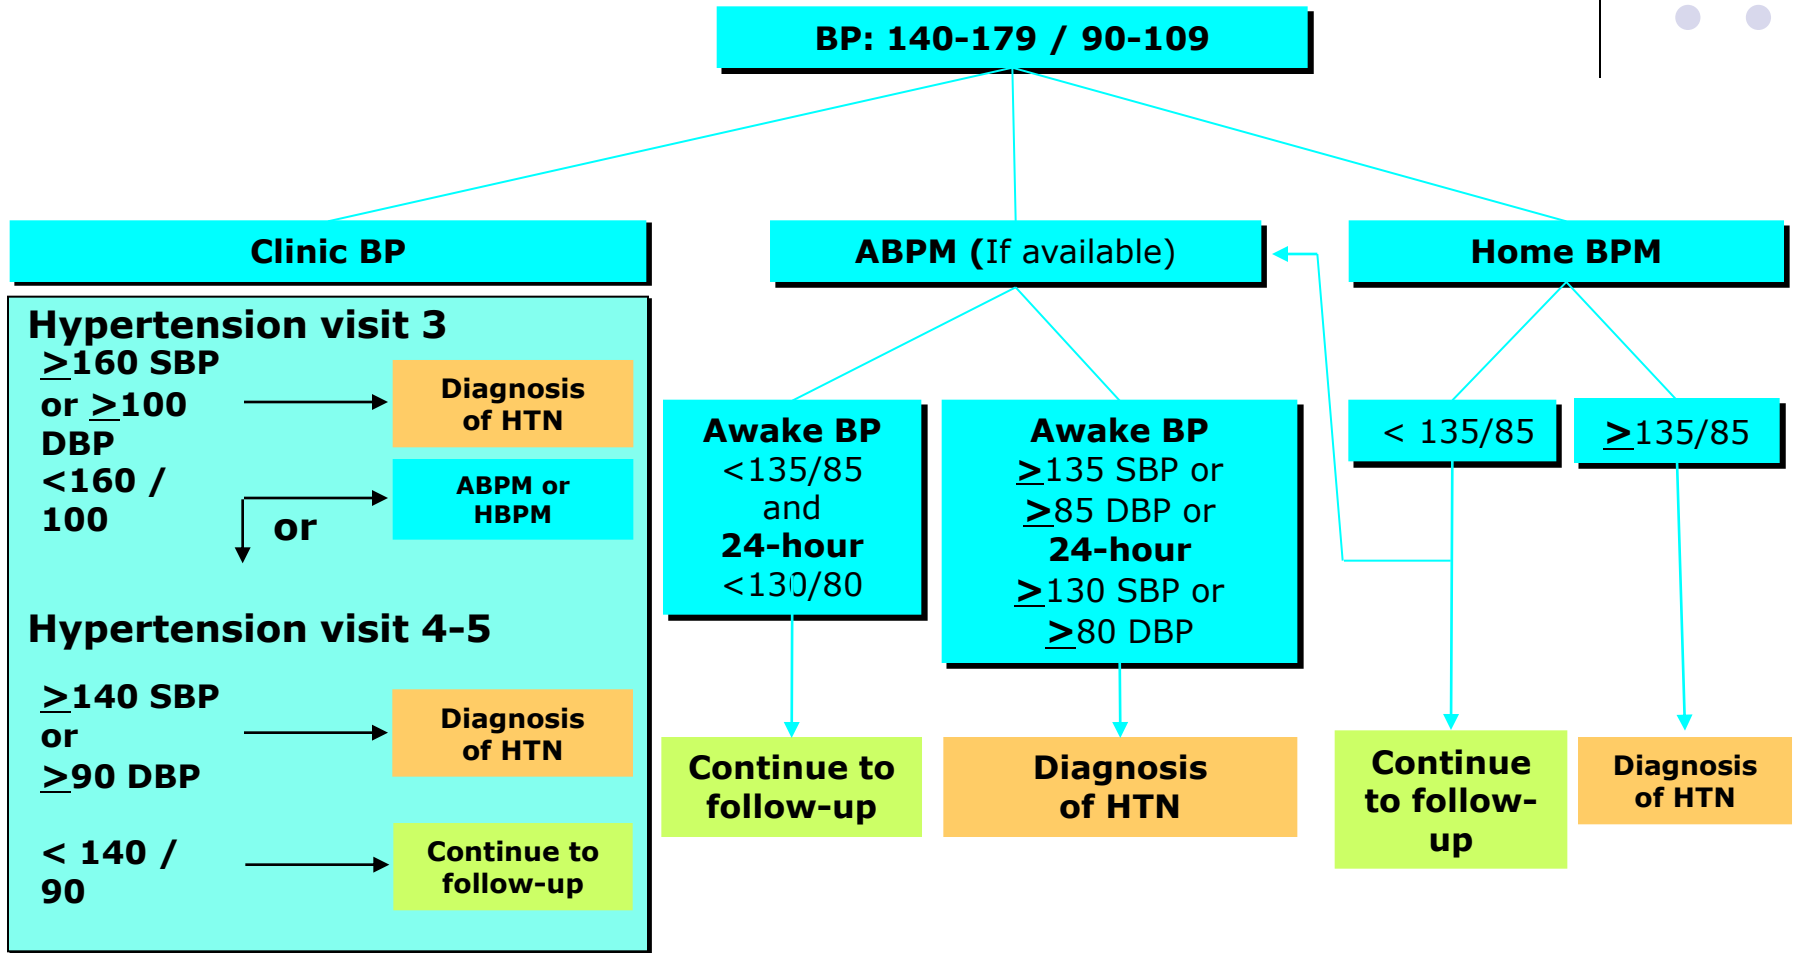 BP: 140-179 / 90-109
Clinic BP
Hypertension visit 3
>160 SBP
or >100
DBP
Diagnosis
of HTN
<160 /
100
or
ABPM or
HBPM
Hypertension visit 4-5
>140 SBP
or
>90 DBP
Diagnosis
of HTN
< 140 /
90
Continue to
follow-up
ABPM (If available)
Awake BP
<135/85
and
24-hour
<130/80
Continue to
follow-up
Awake BP
>135 SBP or
>85 DBP or
24-hour
>130 SBP or
>80 DBP
Diagnosis
of HTN
Home BPM
< 135/85
Continue
to follow-
up
>135/85
Diagnosis
of HTN